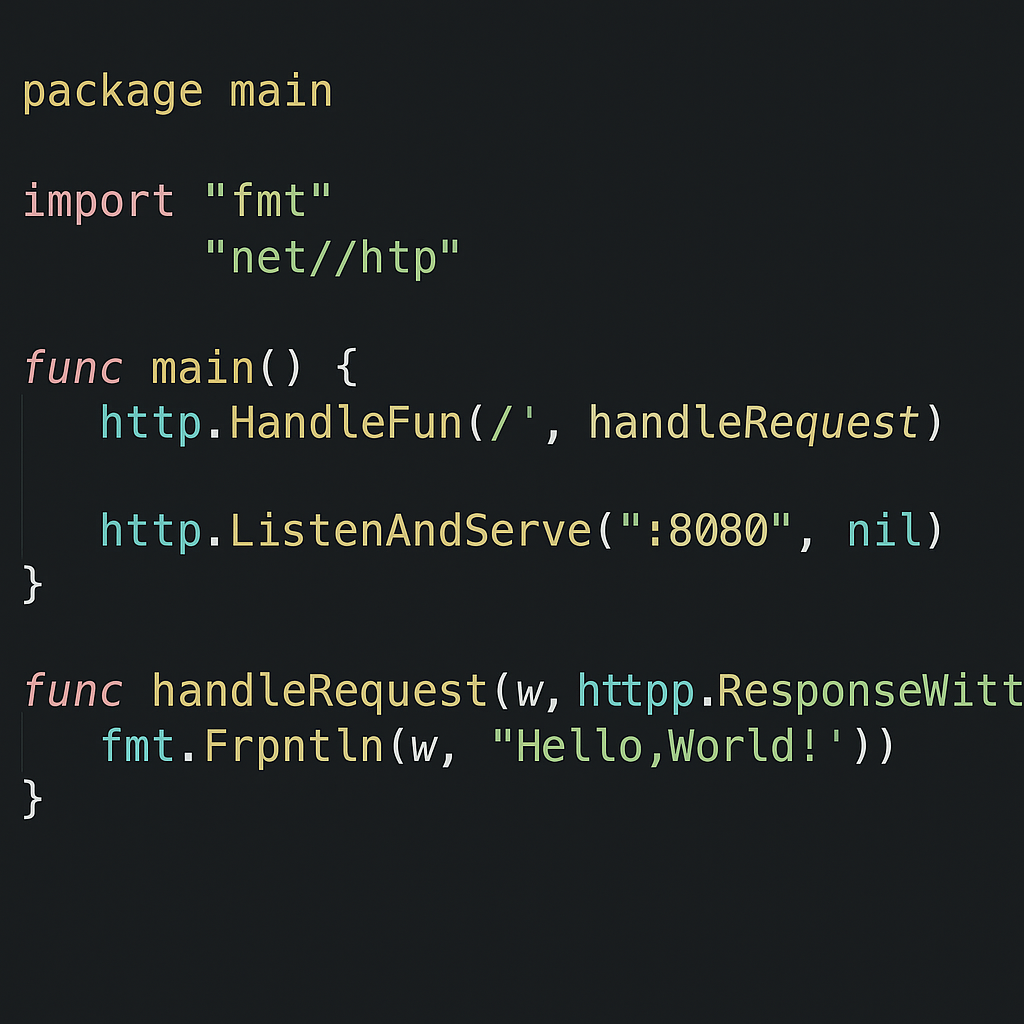 package main
import "fmt"
"net//htp"
func main() {
http.HandleFun(/', handleRequest)
http.ListenAndServe(":8080", nil)
}
func handleRequest(w, httpp.ResponseWitt
fmt.Frpntln(w, "Hello,World!'))
}